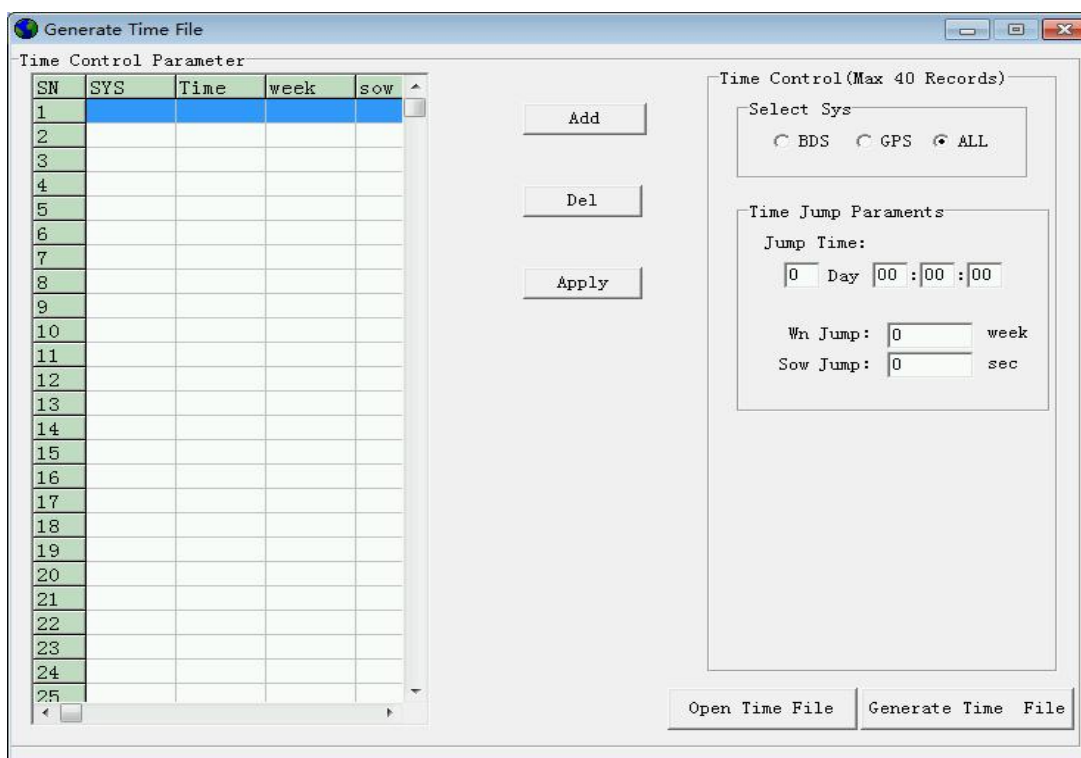 Generate Time File
Time Control Parameter
SN SYS Time week sow
1
2
3
4
5
6
7
8
9
10
11
12
13
14
15
16
17
18
19
20
21
22
23
24
25
Add
Del
Apply
Time Control(Max 40 Records)
Select Sys
BDS GPS ALL
Time Jump Paraments
Jump Time:
0 Day 00 :00 :00
Wn Jump: 0 week
Sow Jump: 0 sec
Open Time File Generate Time File